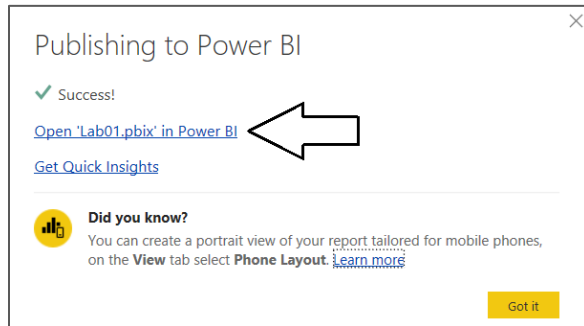 Publishing to Power BI
Success!
Open 'Lab01.pbix' in Power BI
Get Quick Insights
Did you know?
You can create a portrait view of your report tailored for mobile phones,
on the View tab select Phone Layout. Learn more
Got it